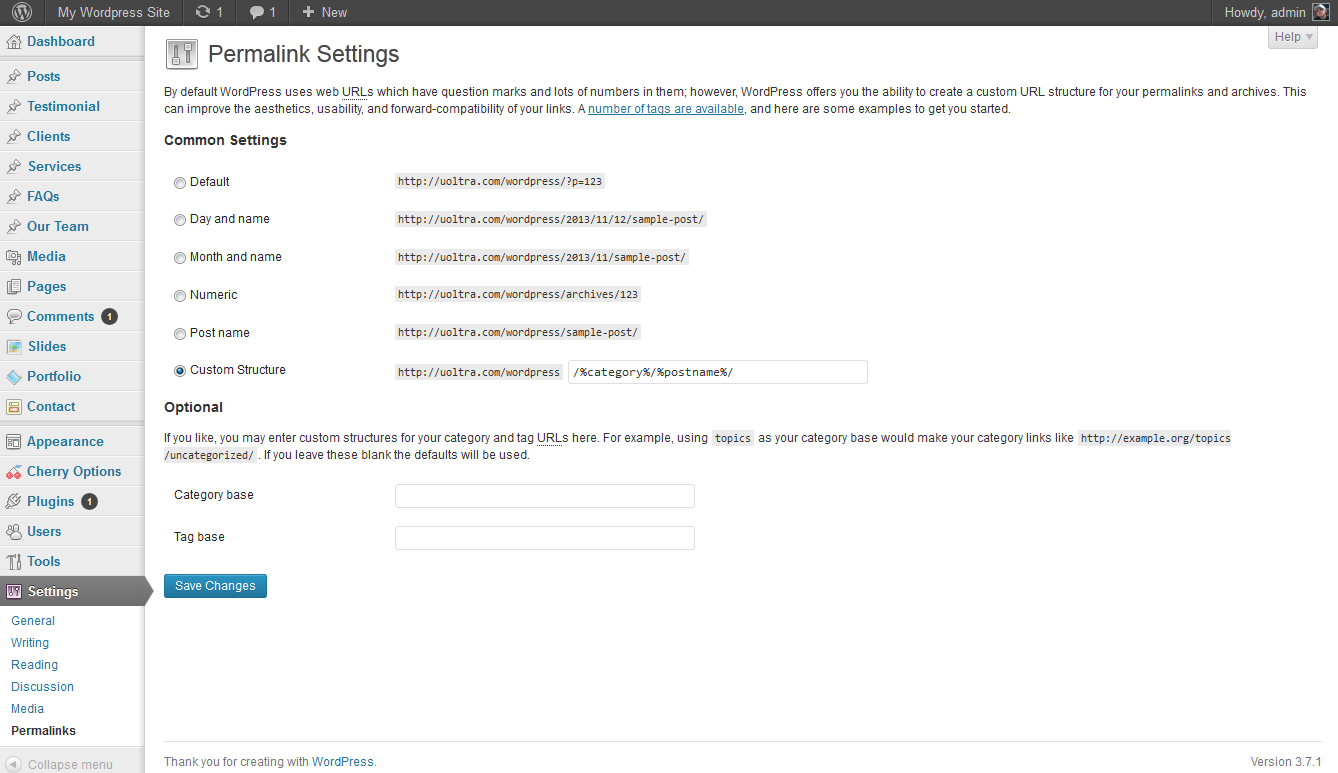 My Wordpress Site 1 1 + New Howdy, admin
Help
Dashboard
Posts
Testimonial
Clients
Services
FAQs
Our Team
Media
Pages
Comments 1
Slides
Portfolio
Contact
Appearance
Cherry Options
Plugins 1
Users
Tools
Settings
General
Writing
Reading
Discussion
Media
Permalinks
Collapse menu
Permalink Settings
By default WordPress uses web URLs which have question marks and lots of numbers in them; however, WordPress offers you the ability to create a custom URL structure for your permalinks and archives. This
can improve the aesthetics, usability, and forward-compatibility of your links. A number of tags are available, and here are some examples to get you started.
Common Settings
Default http://uoltra.com/wordpress/?p=123
Day and name http://uoltra.com/wordpress/2013/11/12/sample-post/
Month and name http://uoltra.com/wordpress/2013/11/sample-post/
Numeric http://uoltra.com/wordpress/archives/123
Post name http://uoltra.com/wordpress/sample-post/
Custom Structure http://uoltra.com/wordpress /%category%/%postname%/
Optional
If you like, you may enter custom structures for your category and tag URLs here. For example, using topics as your category base would make your category links like http://example.org/topics
/uncategorized/ . If you leave these blank the defaults will be used.
Category base
Tag base
Save Changes
Thank you for creating with WordPress. Version 3.7.1